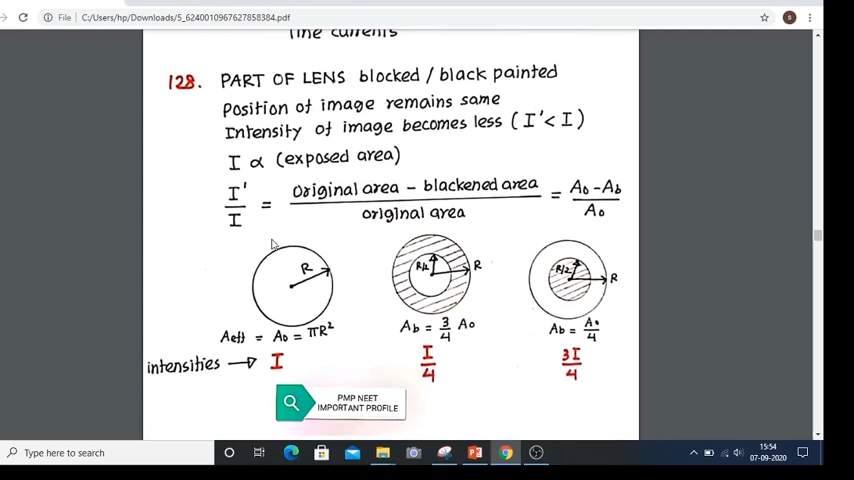 File
C:/Users/hp/Downloads/5_6240010967627858384.pdf
S
line currents
128. PART OF LENS blocked / black painted
Position of image remains same
Intensity of image becomes less (I' < I)
I ∝ (exposed area)
I'/I = original area - blackened area / original area = A₀ - Ab / A₀
R
R/2 R
R/2 R
Aeff = A₀ = πR²
Ab = 3/4 A₀
Ab = A₀/4
intensities → I
I/4
3I/4
PMP NEET
IMPORTANT PROFILE
Type here to search
15:54
07-09-2020